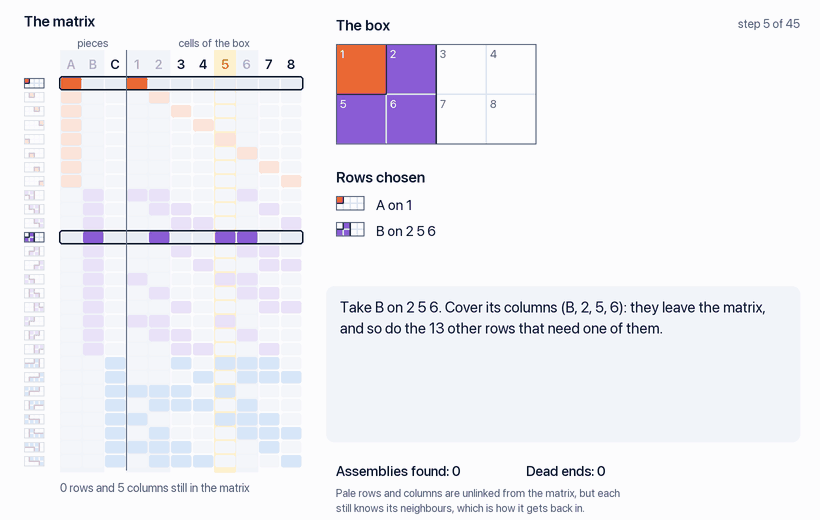 The matrix
pieces cells of the box
A B C 1 2 3 4 5 6 7 8
0 rows and 5 columns still in the matrix
The box
step 5 of 45
1 2 3 4
5 6 7 8
Rows chosen
A on 1
B on 2 5 6
Take B on 2 5 6. Cover its columns (B, 2, 5, 6): they leave the matrix,
and so do the 13 other rows that need one of them.
Assemblies found: 0 Dead ends: 0
Pale rows and columns are unlinked from the matrix, but each
still knows its neighbours, which is how it gets back in.